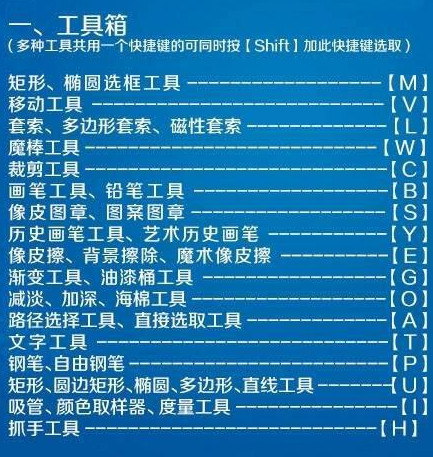 一、工具箱
(多种工具共用一个快捷键的可同时按【Shift】加此快捷键选取)
矩形、椭圆选框工具 --------------------【M】
移动工具 --------------------------------【V】
套索、多边形套索、磁性套索 ---------------【L】
魔棒工具--------------------------------【W】
裁剪工具--------------------------------【C】
画笔工具、铅笔工具 ---------------------【B】
像皮图章、图案图章 ---------------------【S】
历史画笔工具、艺术历史画笔 -------------【Y】
像皮擦、背景擦除、魔术像皮擦 -----------【E】
渐变工具、油漆桶工具 -------------------【G】
减淡、加深、海棉工具 --------------------【O】
路径选择工具、直接选取工具 ---------------【A】
文字工具 -------------------------------【T】
钢笔、自由钢笔---------------------------【P】
矩形、圆边矩形、椭圆、多边形、直线工具 --------【U】
吸管、颜色取样器、度量工具 -----------------【I】
抓手工具--------------------------------【H】